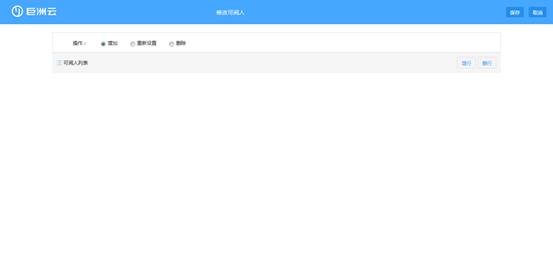 巨洲云
修改可阅人
保存 取消
操作： 增加 重新设置 删除
可阅人列表
增行 删行